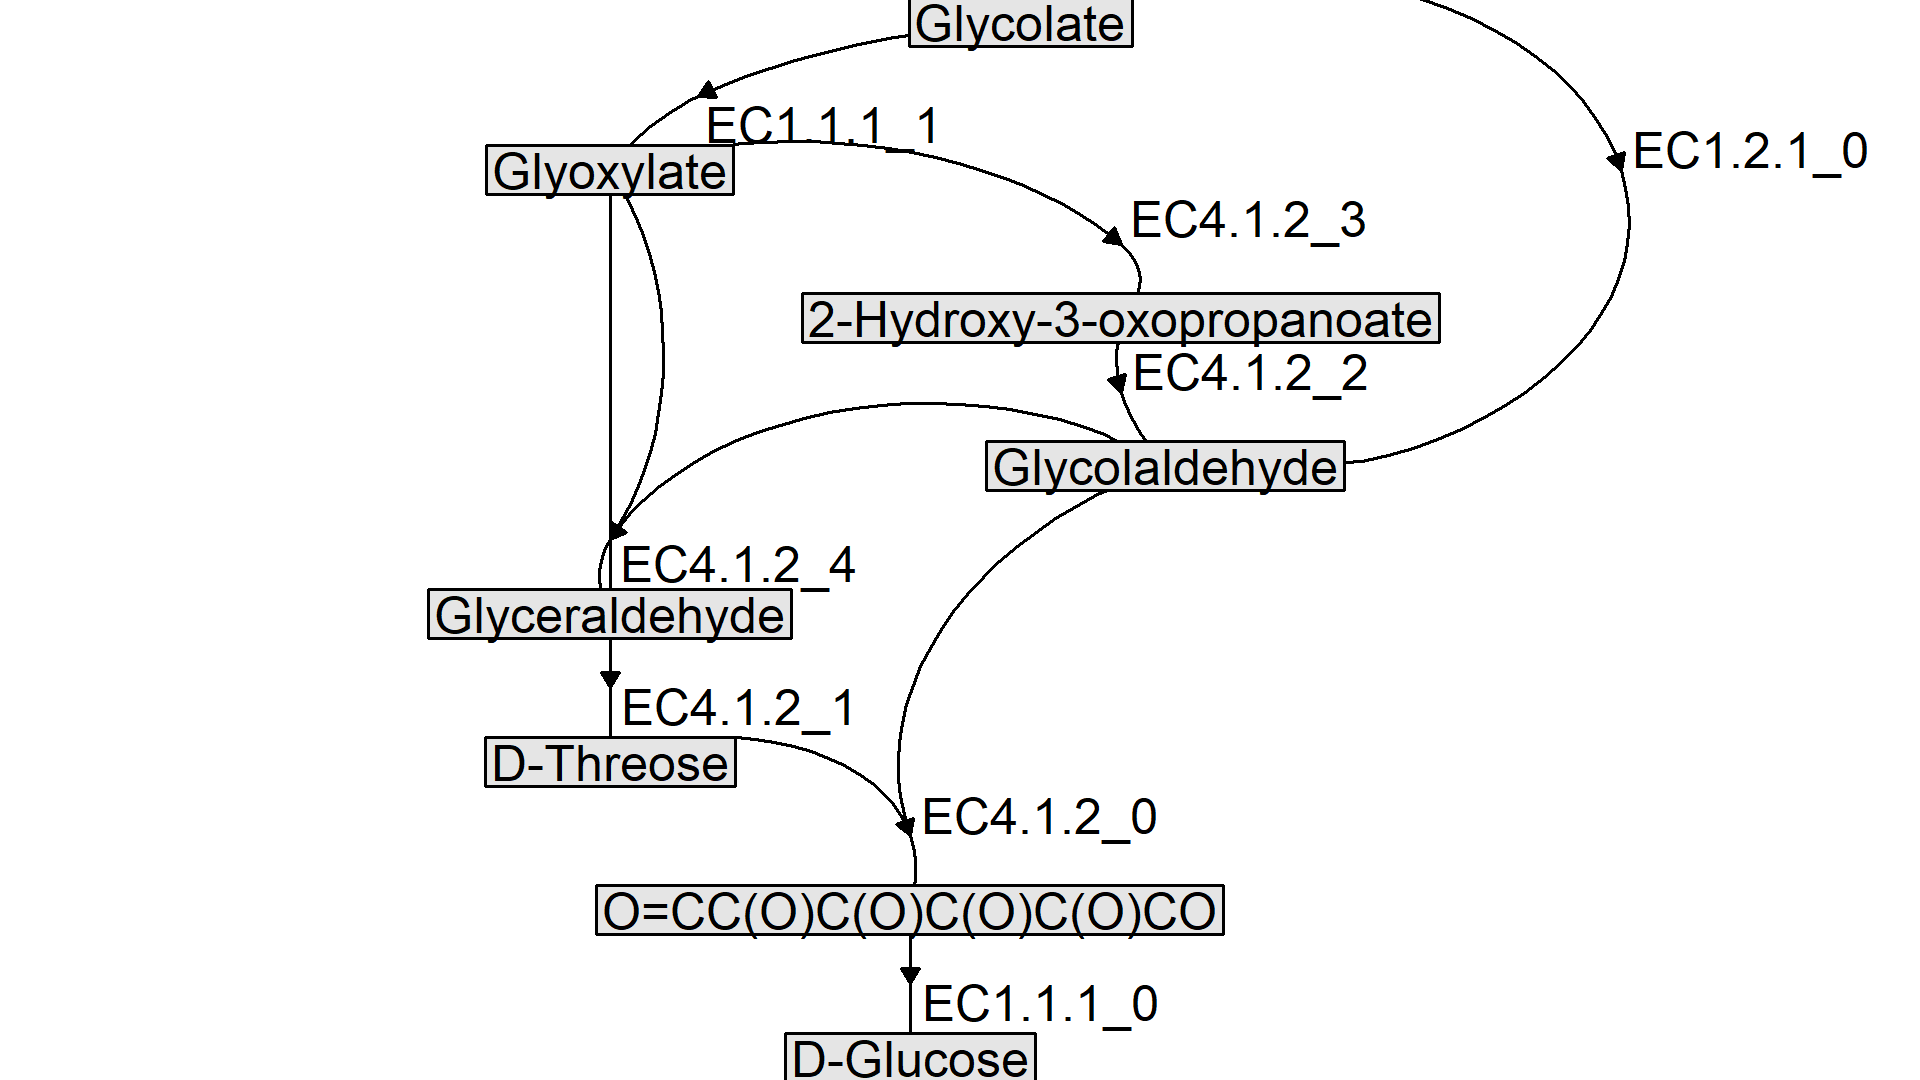 Glycolate
EC1.1.1_1
EC1.2.1_0
Glyoxylate
EC4.1.2_3
2-Hydroxy-3-oxopropanoate
EC4.1.2_2
Glycolaldehyde
EC4.1.2_4
Glyceraldehyde
EC4.1.2_1
D-Threose
EC4.1.2_0
O=CC(O)C(O)C(O)C(O)CO
EC1.1.1_0
D-Glucose